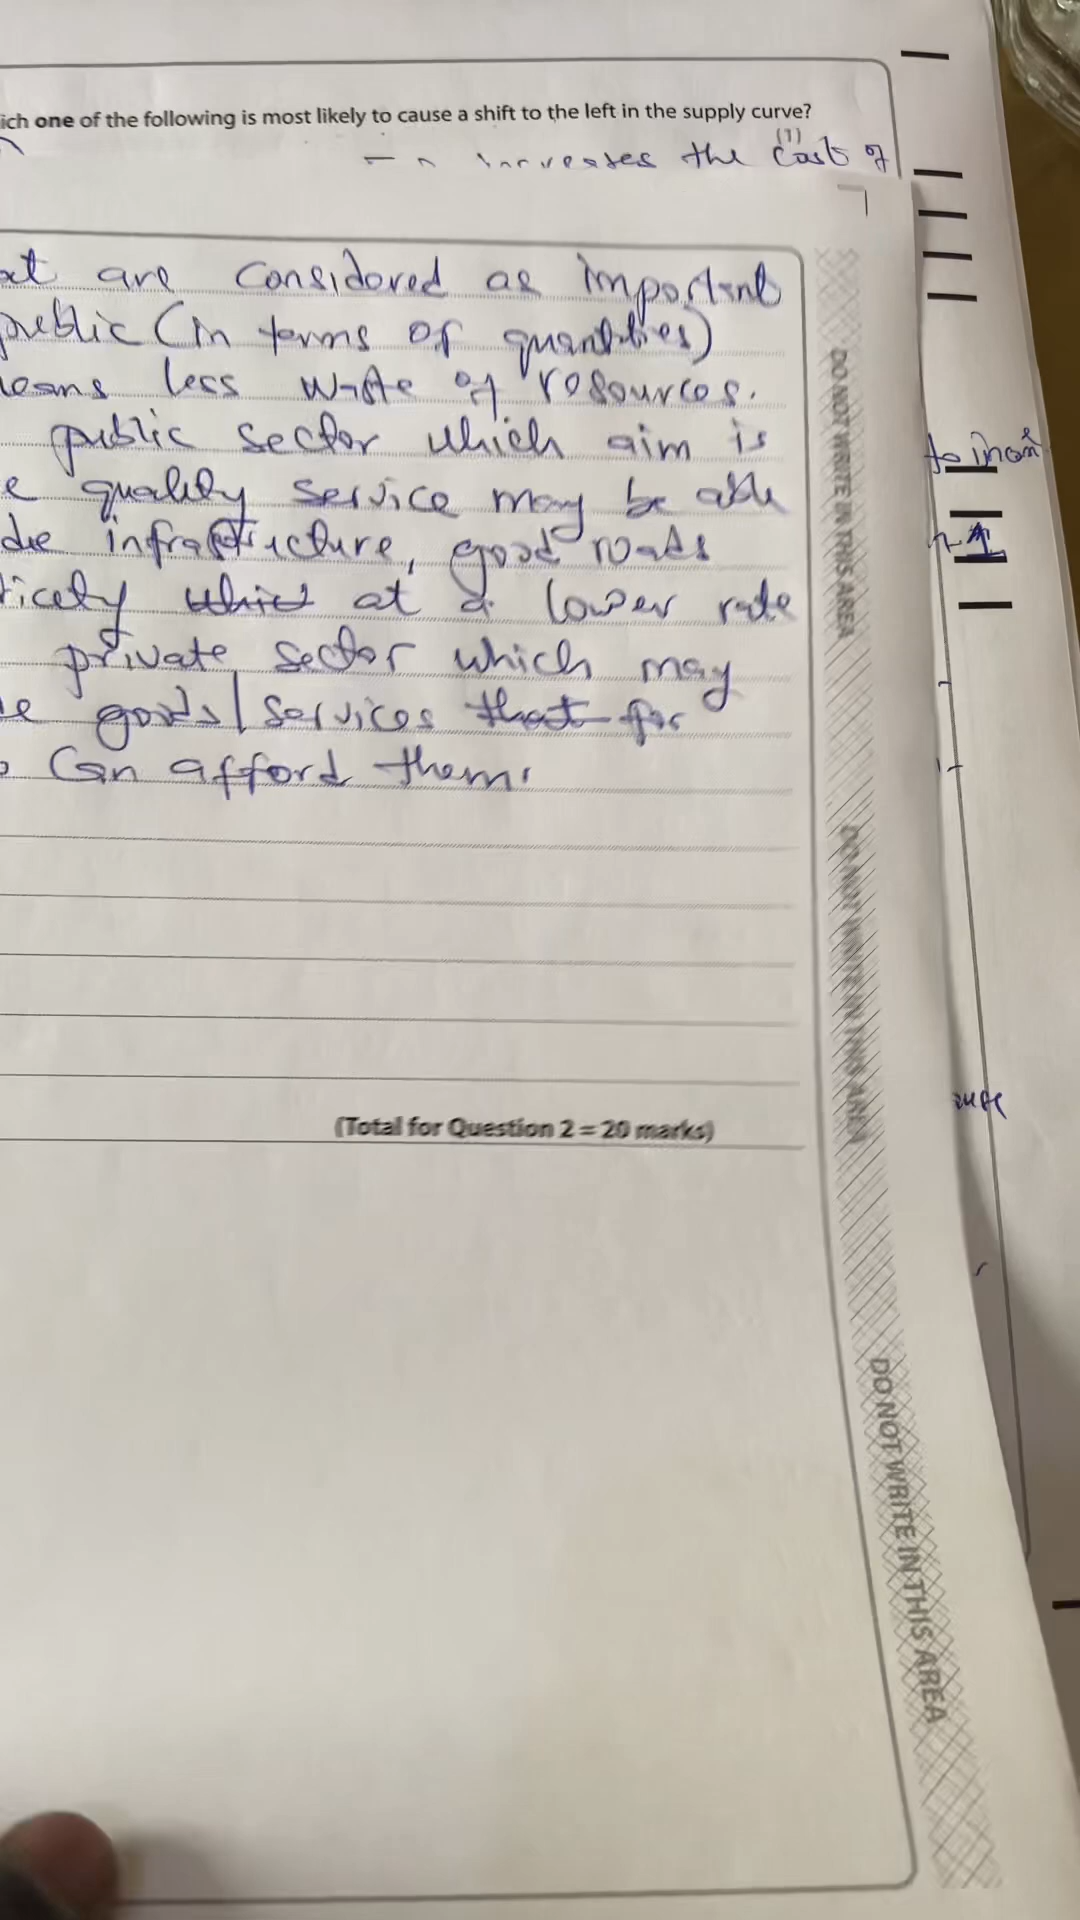 ich one of the following is most likely to cause a shift to the left in the supply curve?
(1)
increases the cost of
at are considered as important
public (in terms of quantities)
less waste of resources.
public sector which aim is
e quality service may be able
infrastructure, good roads
which at a lower rate
private sector which may
goods/services that for
can afford them.
(Total for Question 2 = 20 marks)
DO NOT WRITE IN THIS AREA
DO NOT WRITE IN THIS AREA
DO NOT WRITE IN THIS AREA